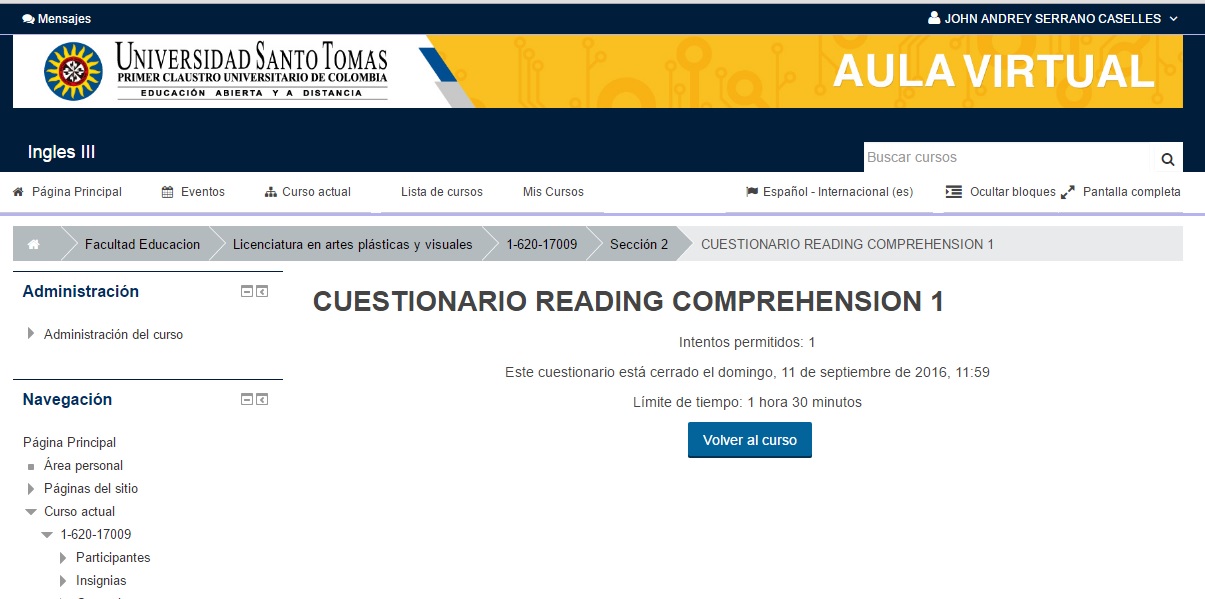 Mensajes
JOHN ANDREY SERRANO CASELLES
UNIVERSIDAD SANTO TOMAS
PRIMER CLAUSTRO UNIVERSITARIO DE COLOMBIA
EDUCACIÓN ABIERTA Y A DISTANCIA
AULA VIRTUAL
Ingles III
Buscar cursos
Página Principal Eventos Curso actual Lista de cursos Mis Cursos Español - Internacional (es) Ocultar bloques Pantalla completa
Facultad Educacion Licenciatura en artes plásticas y visuales 1-620-17009 Sección 2 CUESTIONARIO READING COMPREHENSION 1
Administración
Administración del curso
Navegación
Página Principal
Área personal
Páginas del sitio
Curso actual
1-620-17009
Participantes
Insignias
CUESTIONARIO READING COMPREHENSION 1
Intentos permitidos: 1
Este cuestionario está cerrado el domingo, 11 de septiembre de 2016, 11:59
Límite de tiempo: 1 hora 30 minutos
Volver al curso